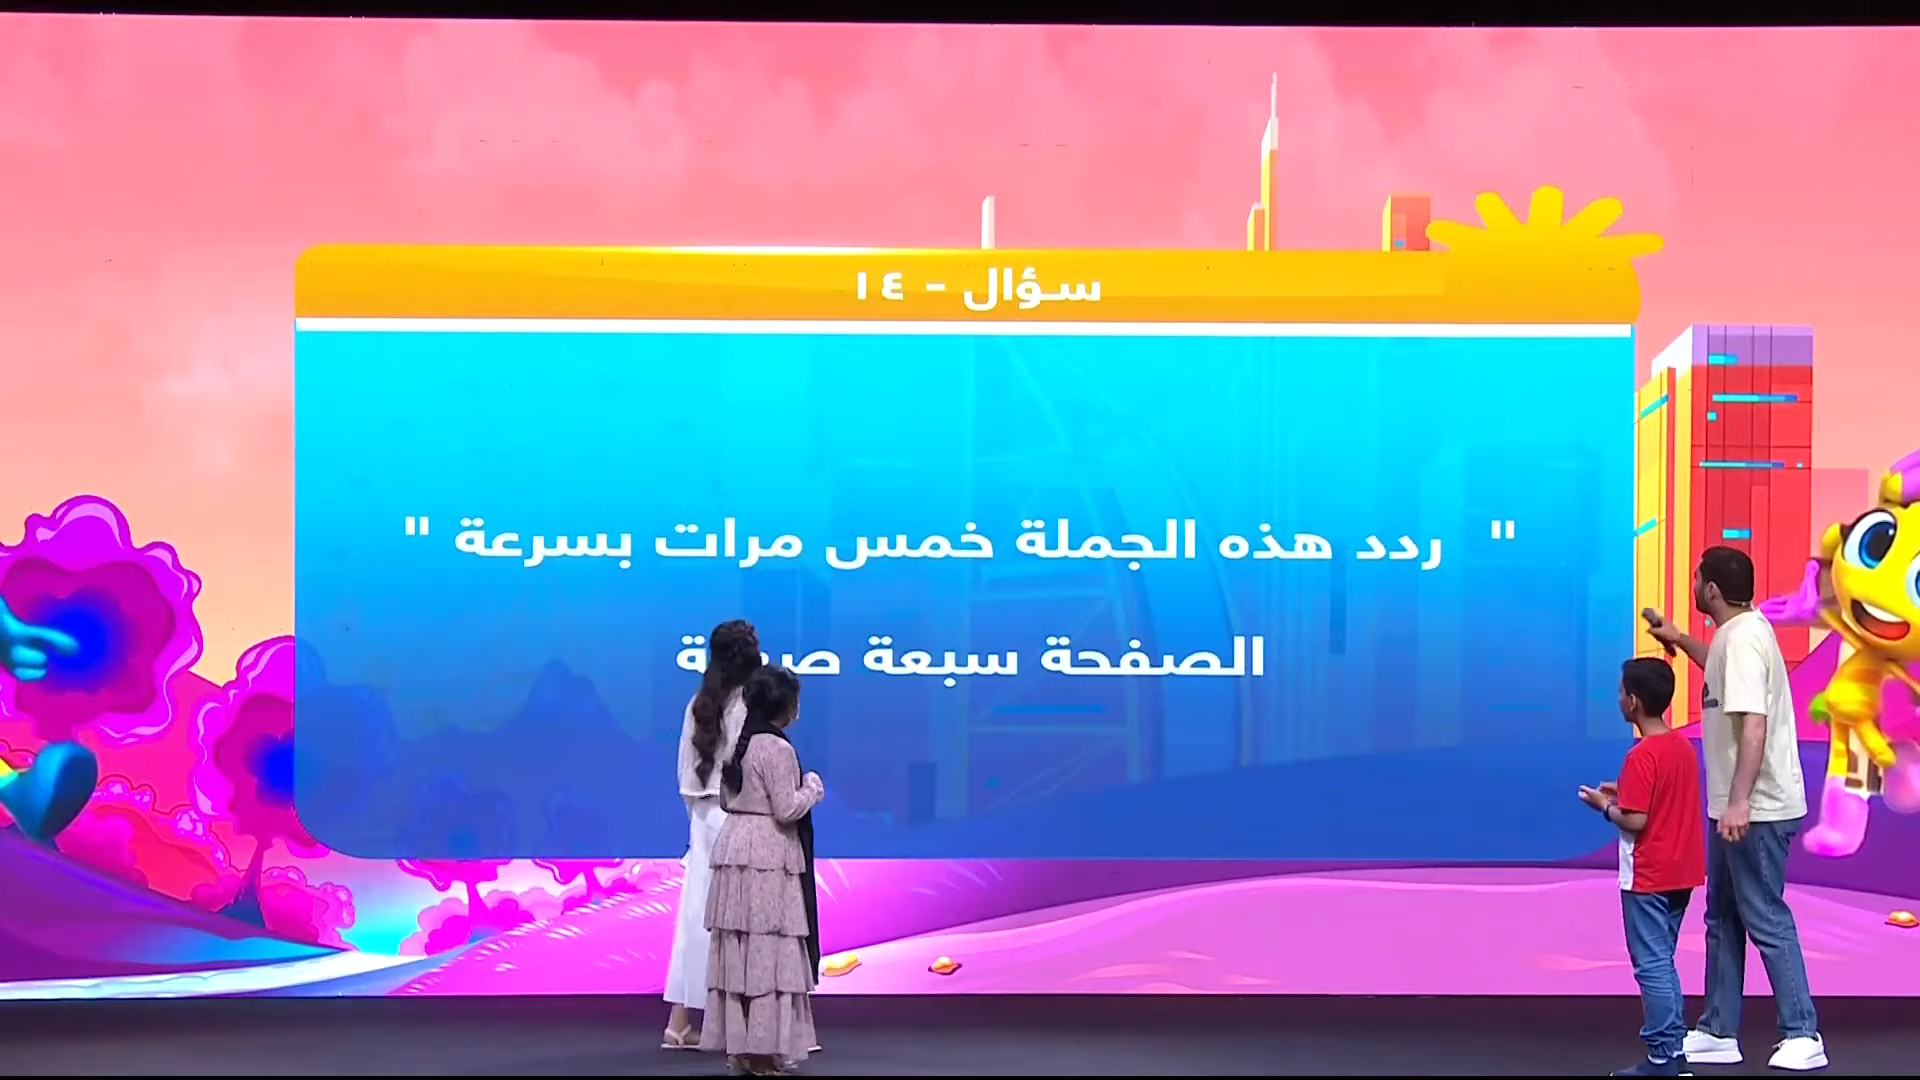 سؤال - ١٤
" ردد هذه الجملة خمس مرات بسرعة "
الصفحة سبعة